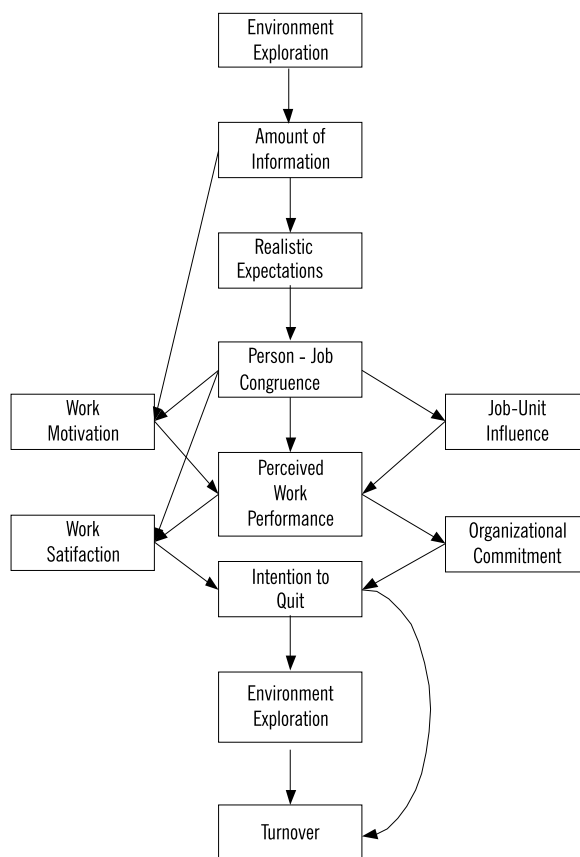 Environment
Exploration
Amount of
Information
Realistic
Expectations
Person - Job
Congruence
Work
Motivation
Job-Unit
Influence
Perceived
Work
Performance
Work
Satifaction
Organizational
Commitment
Intention to
Quit
Environment
Exploration
Turnover